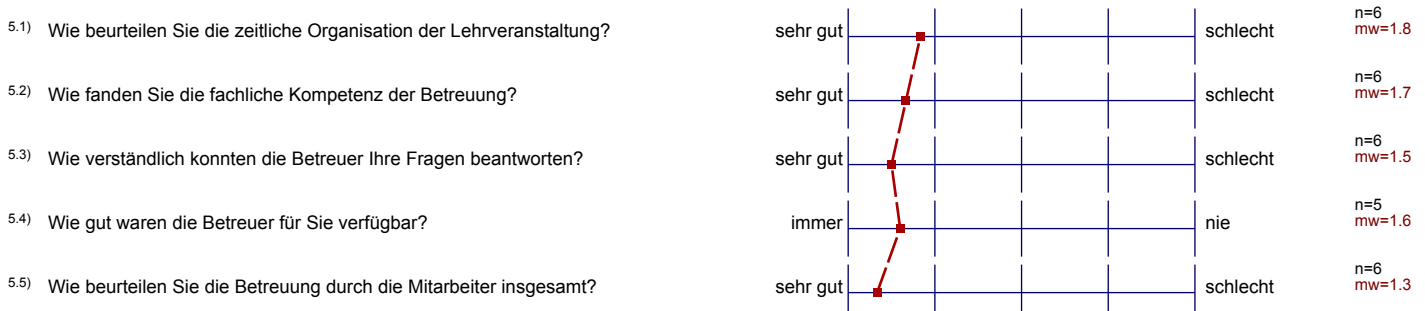 5.1) Wie beurteilen Sie die zeitliche Organisation der Lehrveranstaltung? sehr gut schlecht n=6 mw=1.8
5.2) Wie fanden Sie die fachliche Kompetenz der Betreuung? sehr gut schlecht n=6 mw=1.7
5.3) Wie verständlich konnten die Betreuer Ihre Fragen beantworten? sehr gut schlecht n=6 mw=1.5
5.4) Wie gut waren die Betreuer für Sie verfügbar? immer nie n=5 mw=1.6
5.5) Wie beurteilen Sie die Betreuung durch die Mitarbeiter insgesamt? sehr gut schlecht n=6 mw=1.3